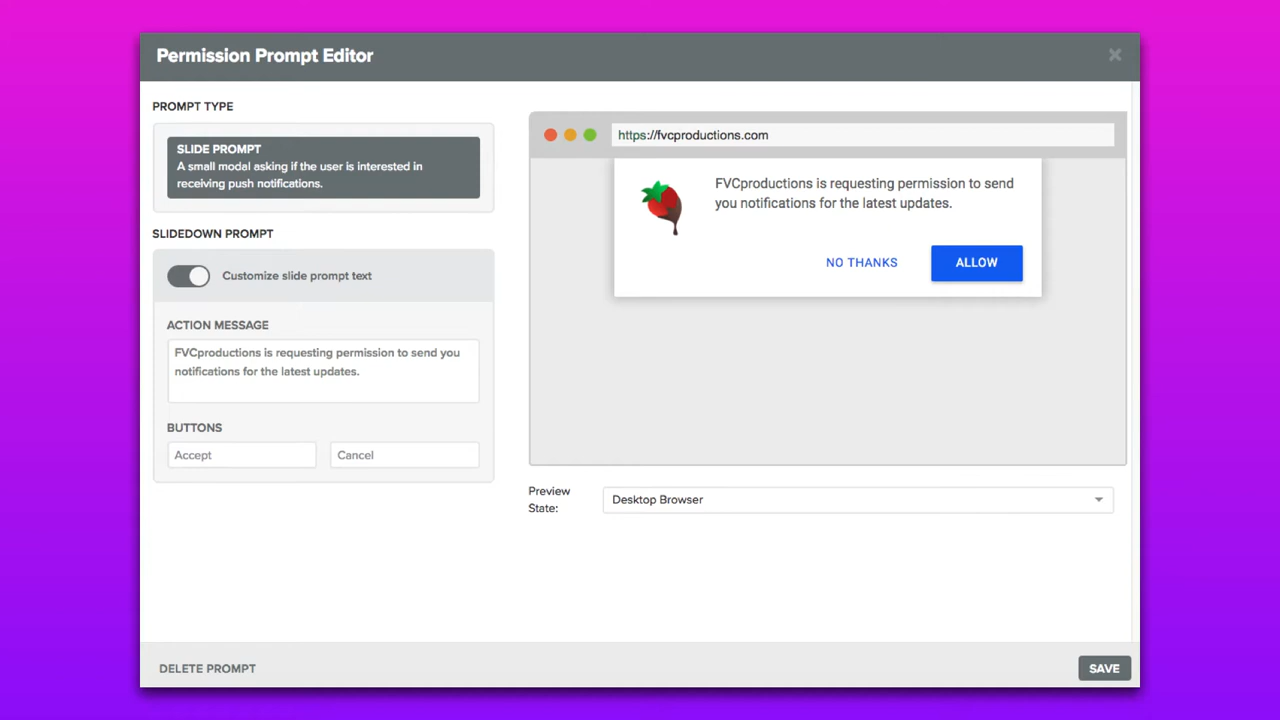 Permission Prompt Editor
PROMPT TYPE
SLIDE PROMPT
A small modal asking if the user is interested in
receiving push notifications.
SLIDEDOWN PROMPT
Customize slide prompt text
ACTION MESSAGE
FVCproductions is requesting permission to send you
notifications for the latest updates.
BUTTONS
Accept
Cancel
https://fvcproductions.com
FVCproductions is requesting permission to send
you notifications for the latest updates.
NO THANKS
ALLOW
Preview
State:
Desktop Browser
DELETE PROMPT
SAVE